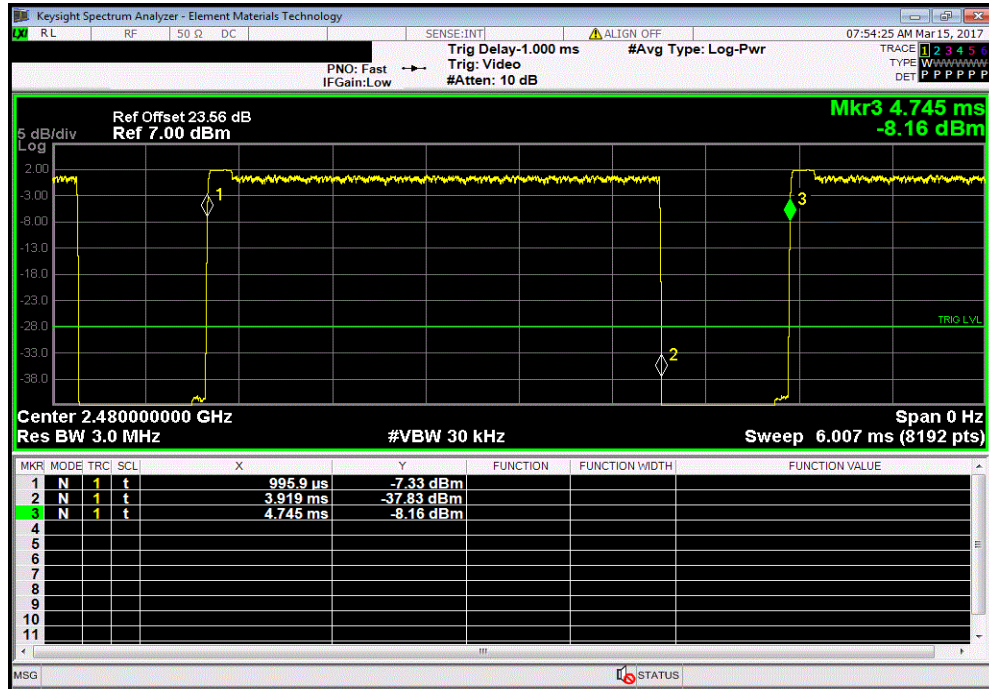 Keysight Spectrum Analyzer - Element Materials Technology
LXI RL RF 50 Ω DC SENSE:INT ALIGN OFF 07:54:25 AM Mar 15, 2017
Trig Delay-1.000 ms #Avg Type: Log-Pwr TRACE 1 2 3 4 5 6
PNO: Fast Trig: Video TYPE WWWWWW
IFGain:Low #Atten: 10 dB DET P P P P P P
Mkr3 4.745 ms
-8.16 dBm
Ref Offset 23.56 dB
5 dB/div Ref 7.00 dBm
Log
2.00
-3.00
-8.00
-13.0
-18.0
-23.0
-28.0
-33.0
-38.0
1
2
3
TRIG LVL
Center 2.480000000 GHz Span 0 Hz
Res BW 3.0 MHz #VBW 30 kHz Sweep 6.007 ms (8192 pts)
MKR MODE TRC SCL X Y FUNCTION FUNCTION WIDTH FUNCTION VALUE
1 N 1 t 995.9 µs -7.33 dBm
2 N 1 t 3.919 ms -37.83 dBm
3 N 1 t 4.745 ms -8.16 dBm
4
5
6
7
8
9
10
11
MSG STATUS